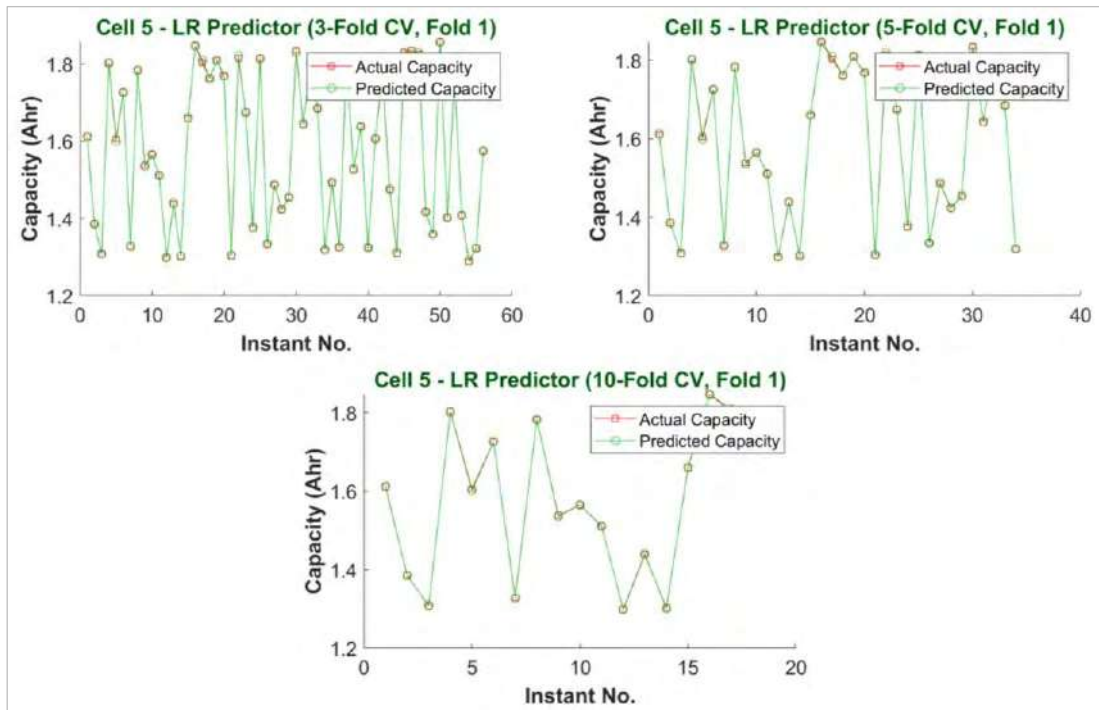 Cell 5 - LR Predictor (3-Fold CV, Fold 1)
Capacity (Ahr)
1.8
1.6
1.4
1.2
Actual Capacity
Predicted Capacity
0 10 20 30 40 50 60
Instant No.
Cell 5 - LR Predictor (5-Fold CV, Fold 1)
Capacity (Ahr)
1.8
1.6
1.4
1.2
Actual Capacity
Predicted Capacity
0 10 20 30 40
Instant No.
Cell 5 - LR Predictor (10-Fold CV, Fold 1)
Capacity (Ahr)
1.8
1.6
1.4
1.2
Actual Capacity
Predicted Capacity
0 5 10 15 20
Instant No.